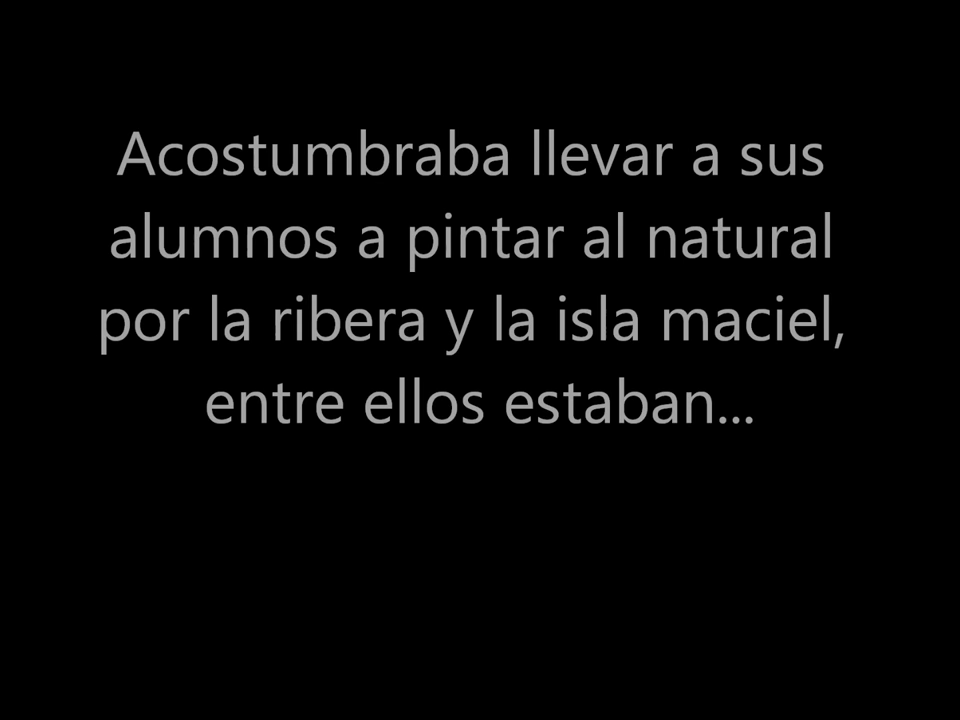 Acostumbraba llevar a sus
alumnos a pintar al natural
por la ribera y la isla maciel,
entre ellos estaban...